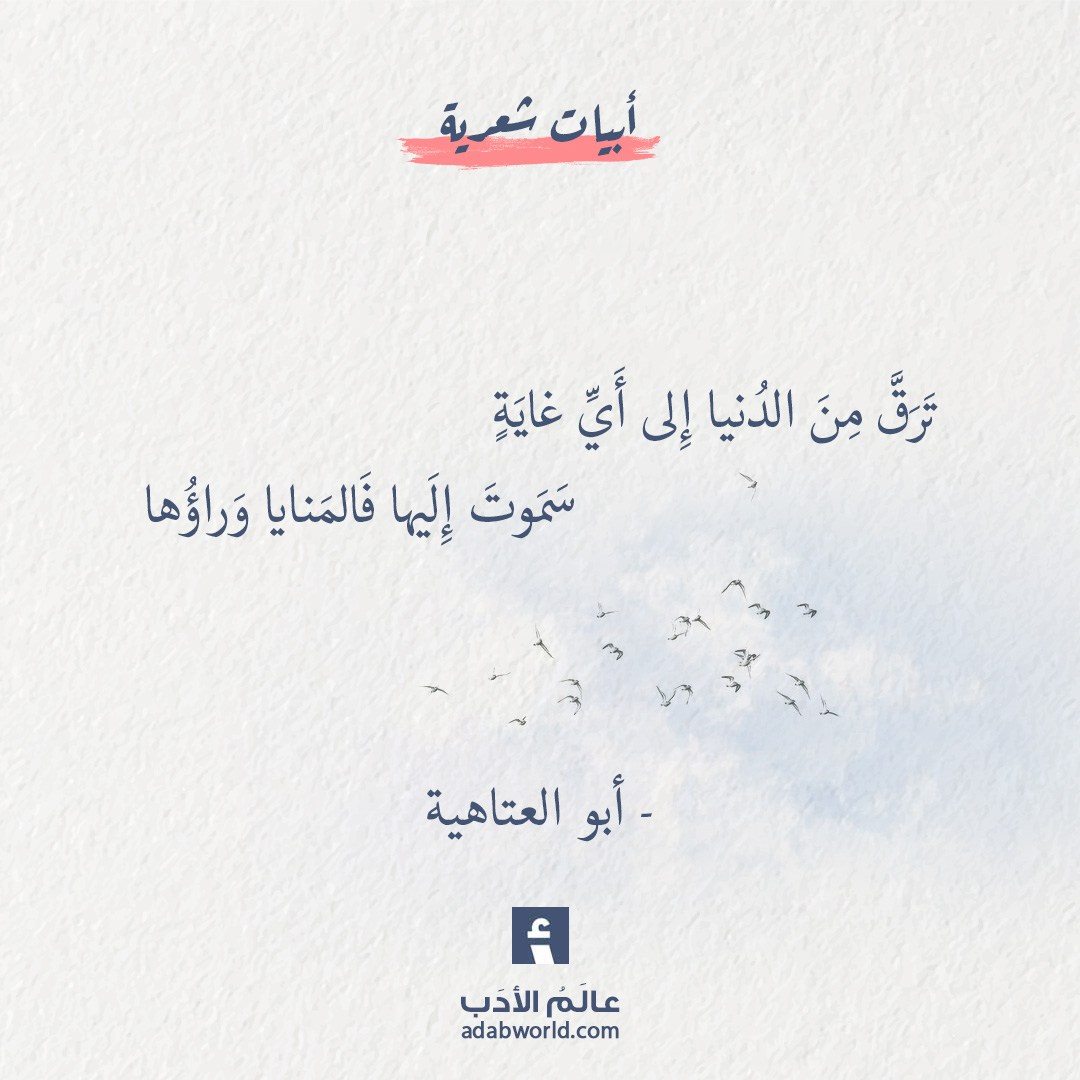 أبيات شعرية
تَرَقَّ مِنَ الدُنيا إِلى أَيِّ غايَةٍ
سَمَوتَ إِلَيها فَالمَنايا وَراؤُها
- أبو العتاهية
أ
عالَمُ الأدَب
adabworld.com